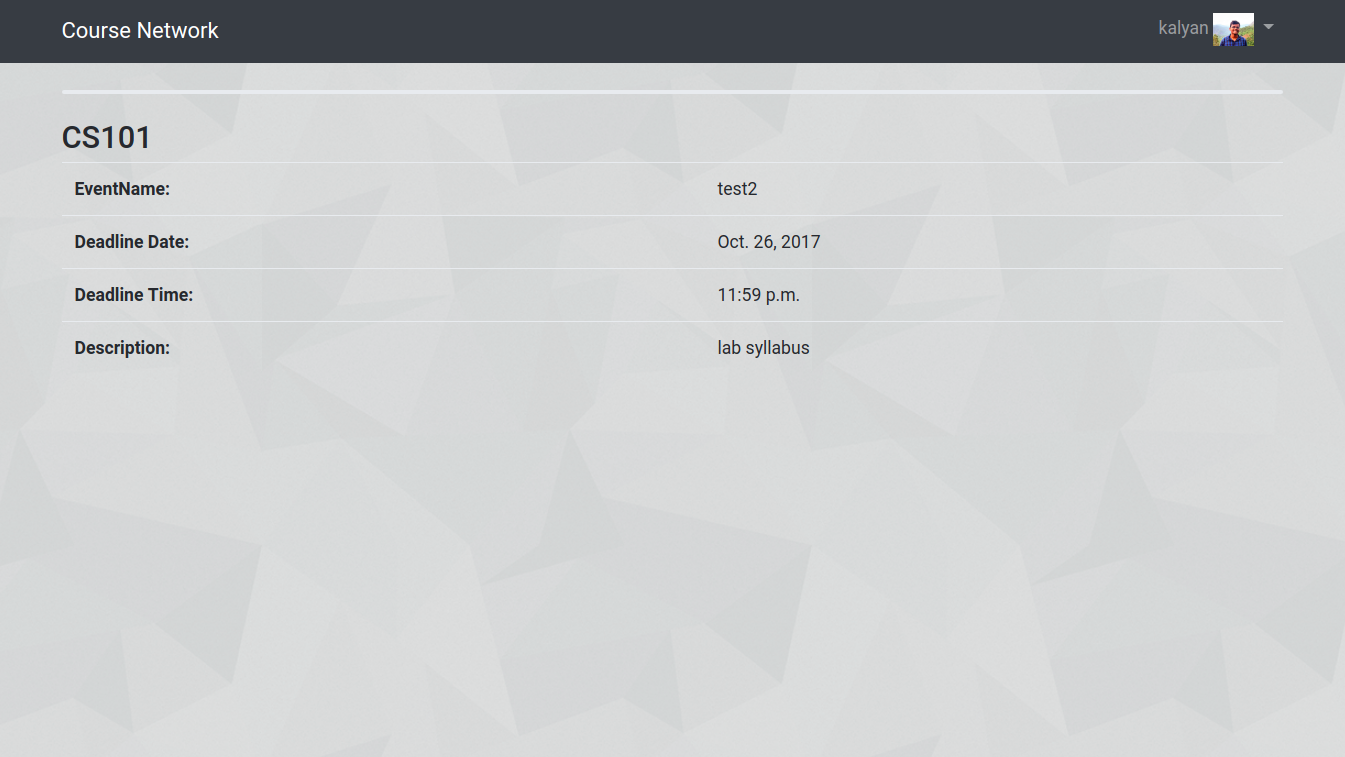 Course Network
kalyan
CS101
EventName: test2
Deadline Date: Oct. 26, 2017
Deadline Time: 11:59 p.m.
Description: lab syllabus